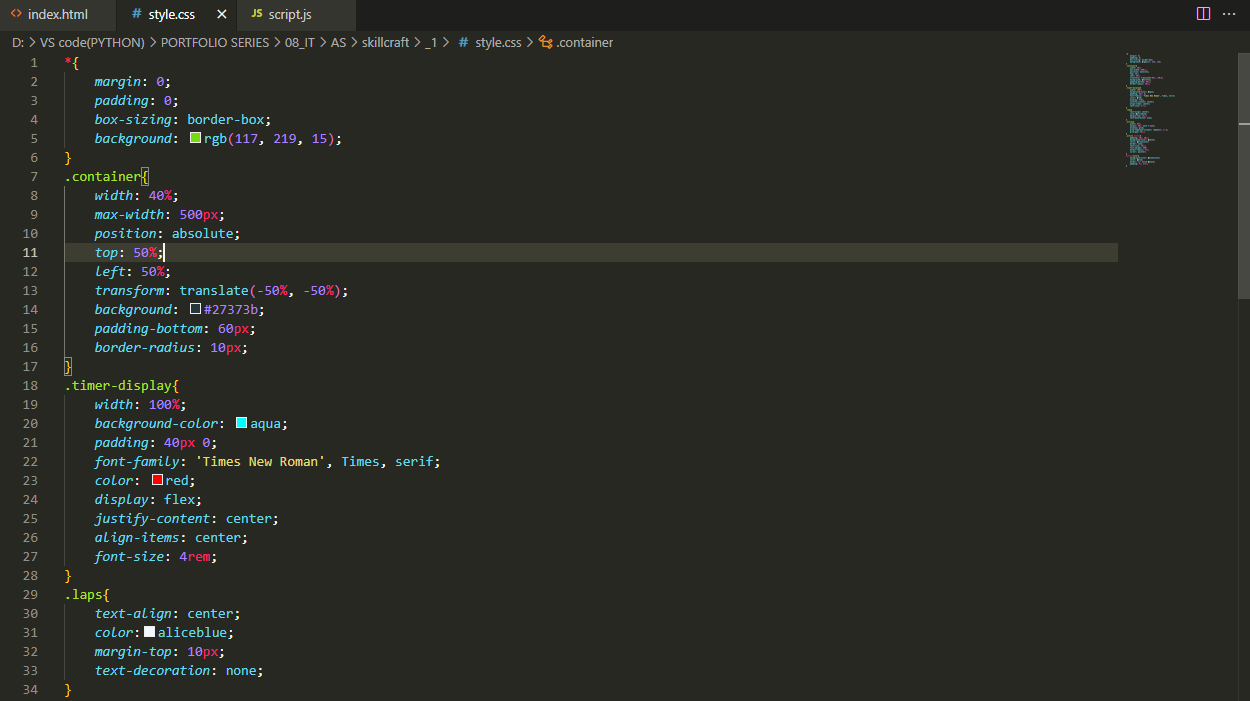 index.html # style.css JS script.js
D: > VS code(PYTHON) > PORTFOLIO SERIES > 08_IT > AS > skillcraft > _1 > # style.css > .container
1 *{
2 margin: 0;
3 padding: 0;
4 box-sizing: border-box;
5 background: rgb(117, 219, 15);
6 }
7 .container{
8 width: 40%;
9 max-width: 500px;
10 position: absolute;
11 top: 50%;
12 left: 50%;
13 transform: translate(-50%, -50%);
14 background: #27373b;
15 padding-bottom: 60px;
16 border-radius: 10px;
17 }
18 .timer-display{
19 width: 100%;
20 background-color: aqua;
21 padding: 40px 0;
22 font-family: 'Times New Roman', Times, serif;
23 color: red;
24 display: flex;
25 justify-content: center;
26 align-items: center;
27 font-size: 4rem;
28 }
29 .laps{
30 text-align: center;
31 color: aliceblue;
32 margin-top: 10px;
33 text-decoration: none;
34 }